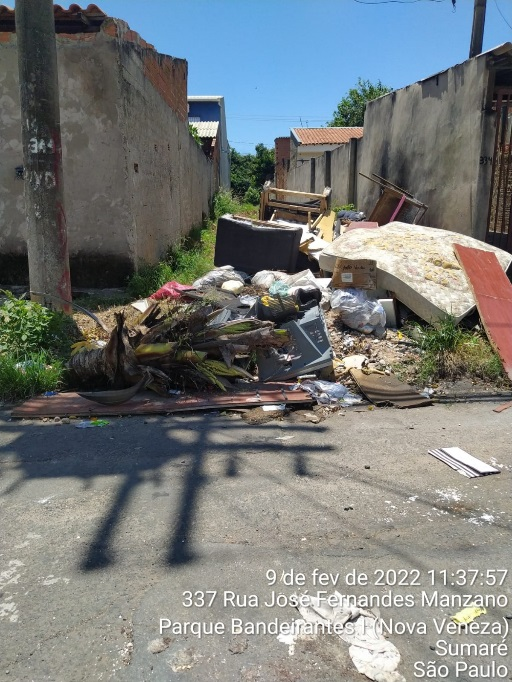 9 de fev de 2022 11:37:57
337 Rua José Fernandes Manzano
Parque Bandeirantes I (Nova Veneza)
Sumaré
São Paulo